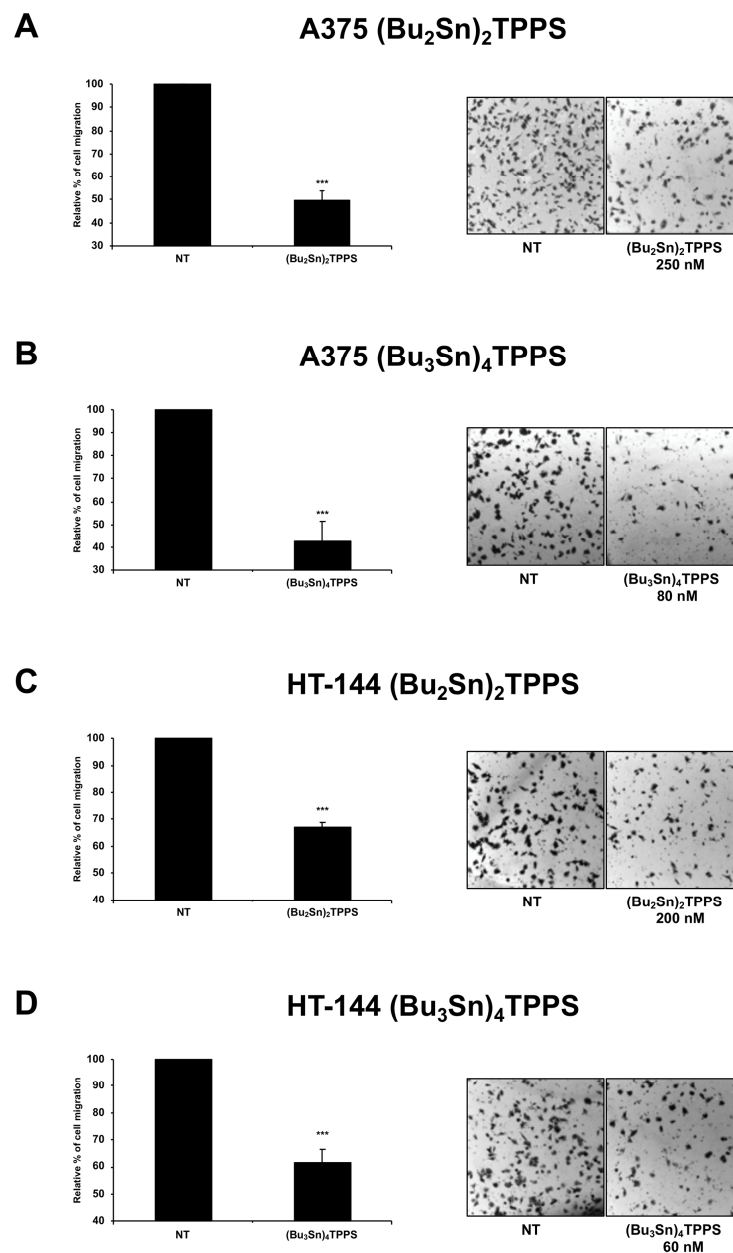 A
A375 (Bu₂Sn)₂TPPS
Relative % of cell migration
100
90
80
70
60
50
40
30
***
NT
(Bu₂Sn)₂TPPS
NT
(Bu₂Sn)₂TPPS
250 nM
B
A375 (Bu₃Sn)₄TPPS
Relative % of cell migration
100
90
80
70
60
50
40
30
***
NT
(Bu₃Sn)₄TPPS
NT
(Bu₃Sn)₄TPPS
80 nM
C
HT-144 (Bu₂Sn)₂TPPS
Relative % of cell migration
100
90
80
70
60
50
40
***
NT
(Bu₂Sn)₂TPPS
NT
(Bu₂Sn)₂TPPS
200 nM
D
HT-144 (Bu₃Sn)₄TPPS
Relative % of cell migration
100
90
80
70
60
50
40
***
NT
(Bu₃Sn)₄TPPS
NT
(Bu₃Sn)₄TPPS
60 nM